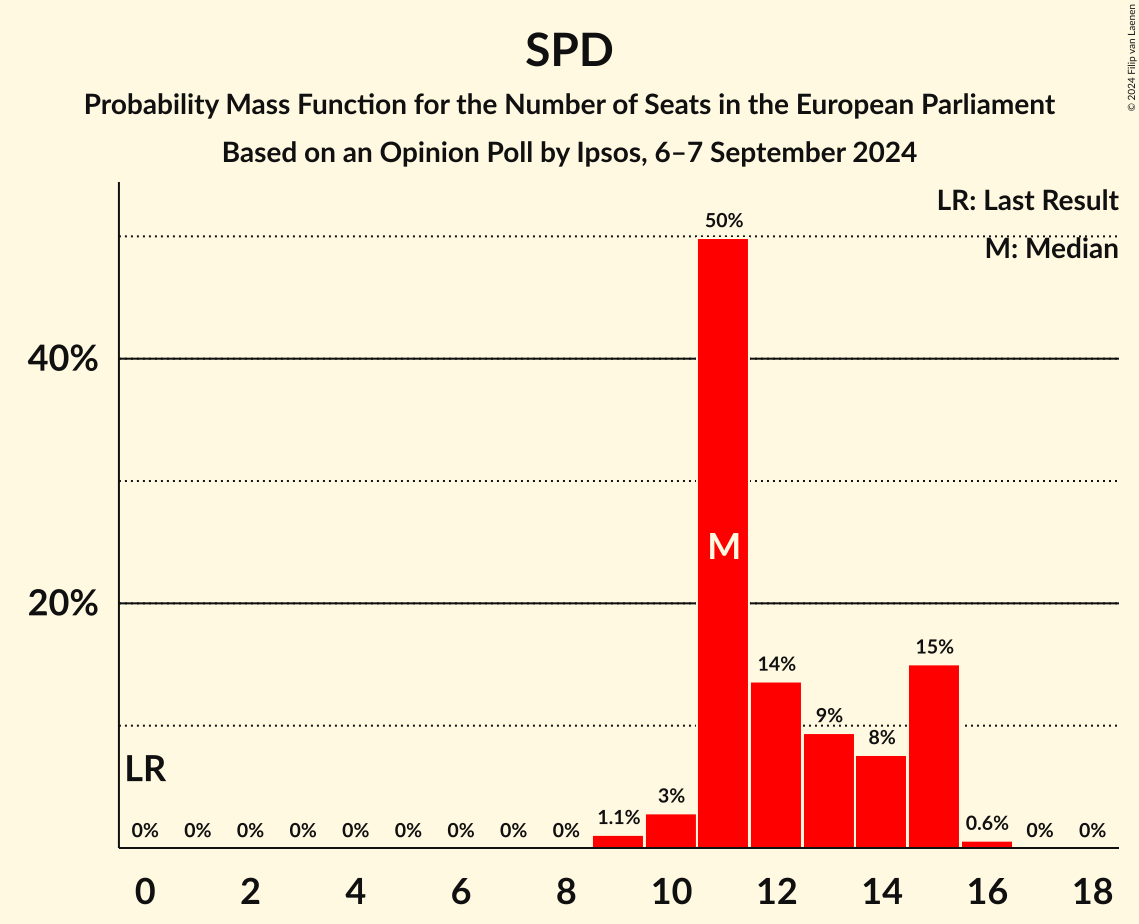 SPD
Probability Mass Function for the Number of Seats in the European Parliament
Based on an Opinion Poll by Ipsos, 6–7 September 2024
© 2024 Filip van Laenen
LR: Last Result
M: Median
50%
40%
M
20%
15%
14%
9%
8%
LR
3%
1.1%
0.6%
0% 0% 0% 0% 0% 0% 0% 0% 0% 0% 0%
0 2 4 6 8 10 12 14 16 18